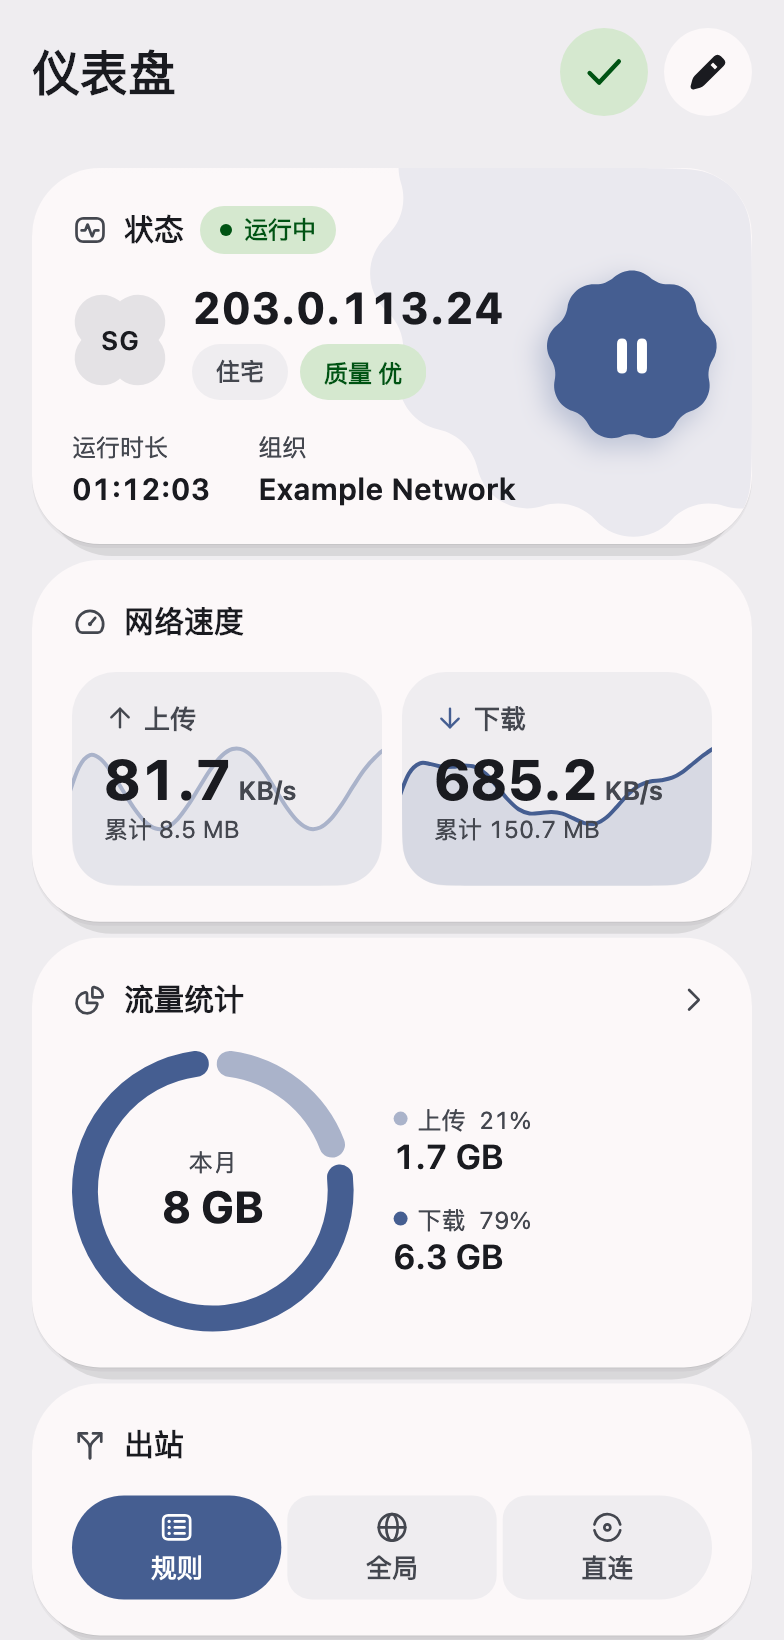 仪表盘
状态 运行中
SG
203.0.113.24
住宅 质量 优
运行时长 组织
01:12:03 Example Network
网络速度
上传
81.7 KB/s
累计 8.5 MB
下载
685.2 KB/s
累计 150.7 MB
流量统计
本月
8 GB
上传 21%
1.7 GB
下载 79%
6.3 GB
出站
规则 全局 直连